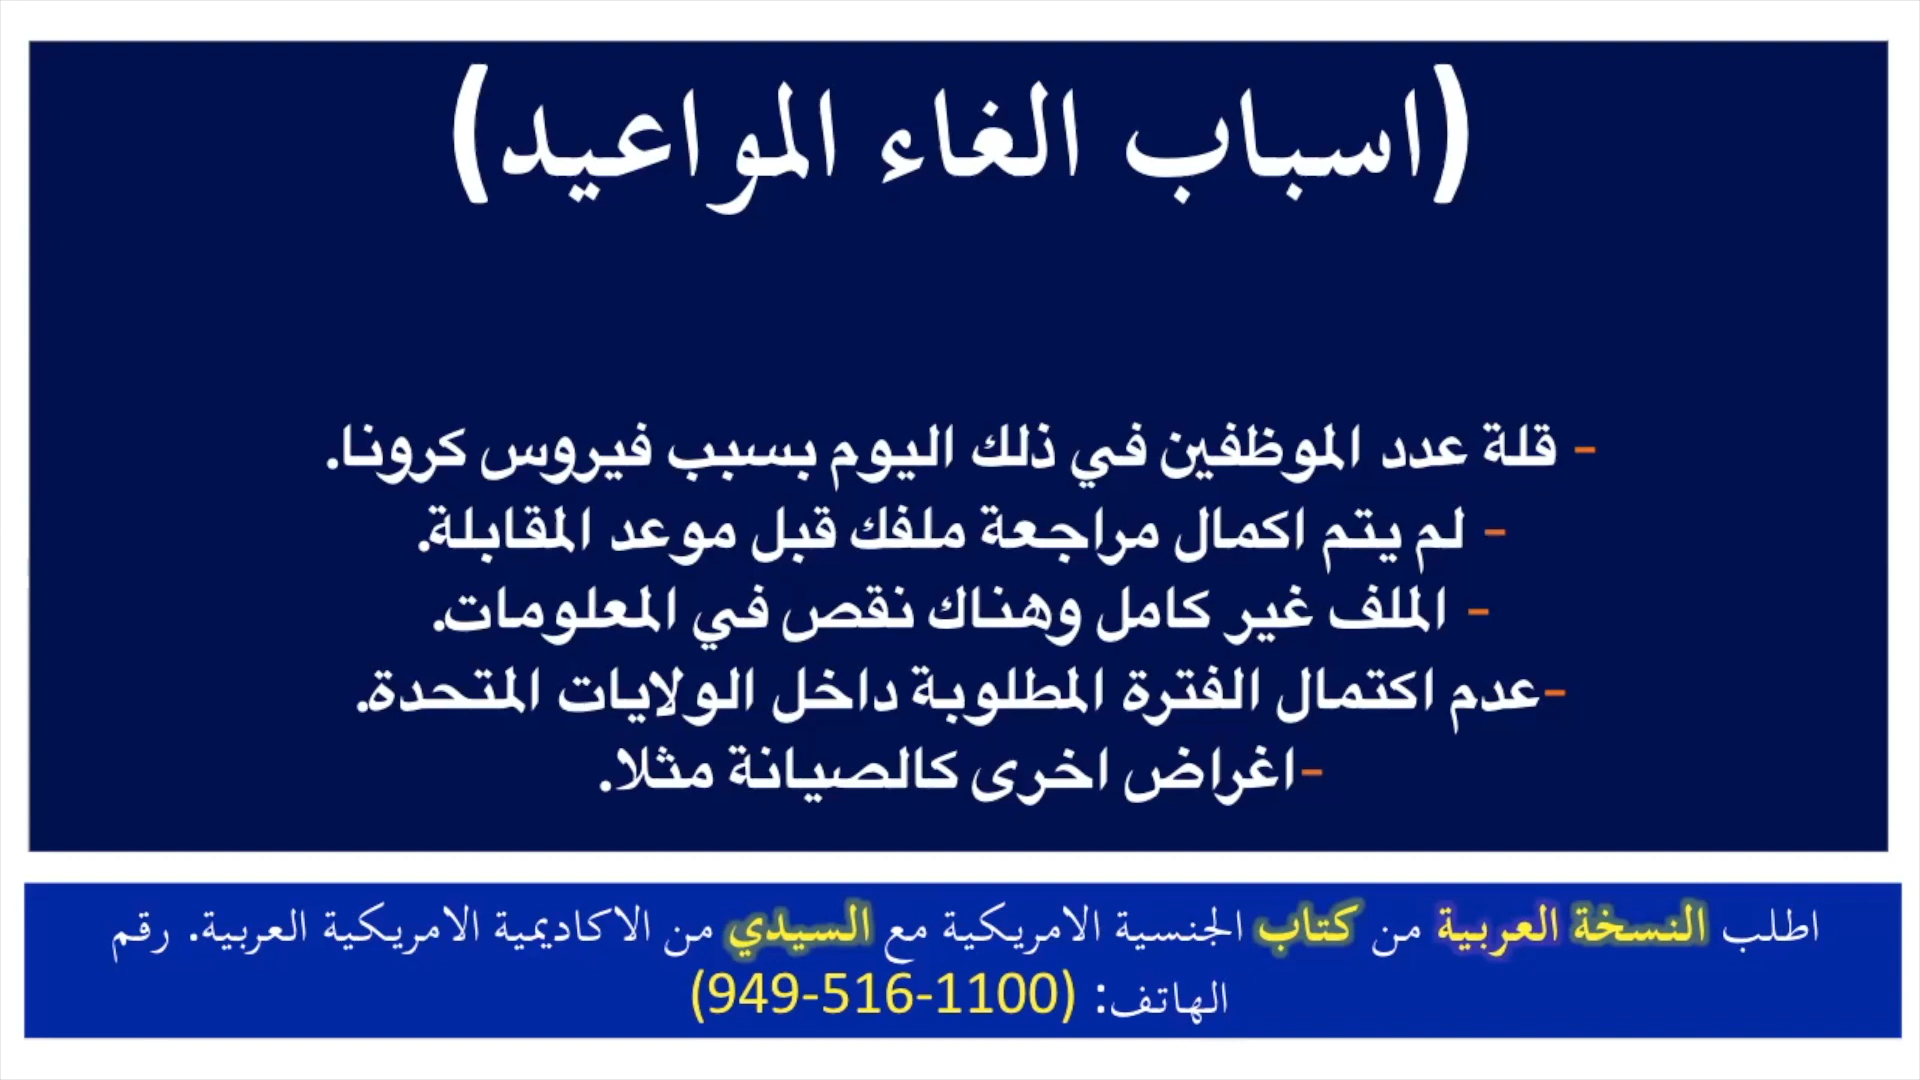 (اسباب الغاء المواعيد)
- قلة عدد الموظفين في ذلك اليوم بسبب فيروس كرونا.
- لم يتم اكمال مراجعة ملفك قبل موعد المقابلة.
- الملف غير كامل وهناك نقص في المعلومات.
-عدم اكتمال الفترة المطلوبة داخل الولايات المتحدة.
-اغراض اخرى كالصيانة مثلا.
اطلب النسخة العربية من كتاب الجنسية الامريكية مع السيدي من الاكاديمية الامريكية العربية. رقم
الهاتف: (949-516-1100)